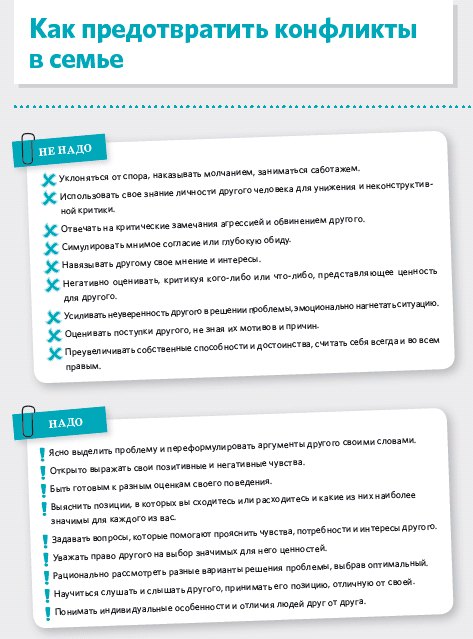 Как предотвратить конфликты
в семье
НЕ НАДО
Уклоняться от спора, наказывать молчанием, заниматься саботажем.
Использовать свое знание личности другого человека для унижения и неконструктив-
ной критики.
Отвечать на критические замечания агрессией и обвинением другого.
Симулировать мнимое согласие или глубокую обиду.
Навязывать другому свое мнение и интересы.
Негативно оценивать, критикуя кого-либо или что-либо, представляющее ценность
для другого.
Усиливать неуверенность другого в решении проблемы, эмоционально нагнетать ситуацию.
Оценивать поступки другого, не зная их мотивов и причин.
Преувеличивать собственные способности и достоинства, считать себя всегда и во всем
правым.
НАДО
Ясно выделить проблему и переформулировать аргументы другого своими словами.
Открыто выражать свои позитивные и негативные чувства.
Быть готовым к разным оценкам своего поведения.
Выяснить позиции, в которых вы сходитесь или расходитесь и какие из них наиболее
значимы для каждого из вас.
Задавать вопросы, которые помогают прояснить чувства, потребности и интересы другого.
Уважать право другого на выбор значимых для него ценностей.
Рационально рассмотреть разные варианты решения проблемы, выбрав оптимальный.
Научиться слушать и слышать другого, принимать его позицию, отличную от своей.
Понимать индивидуальные особенности и отличия людей друг от друга.